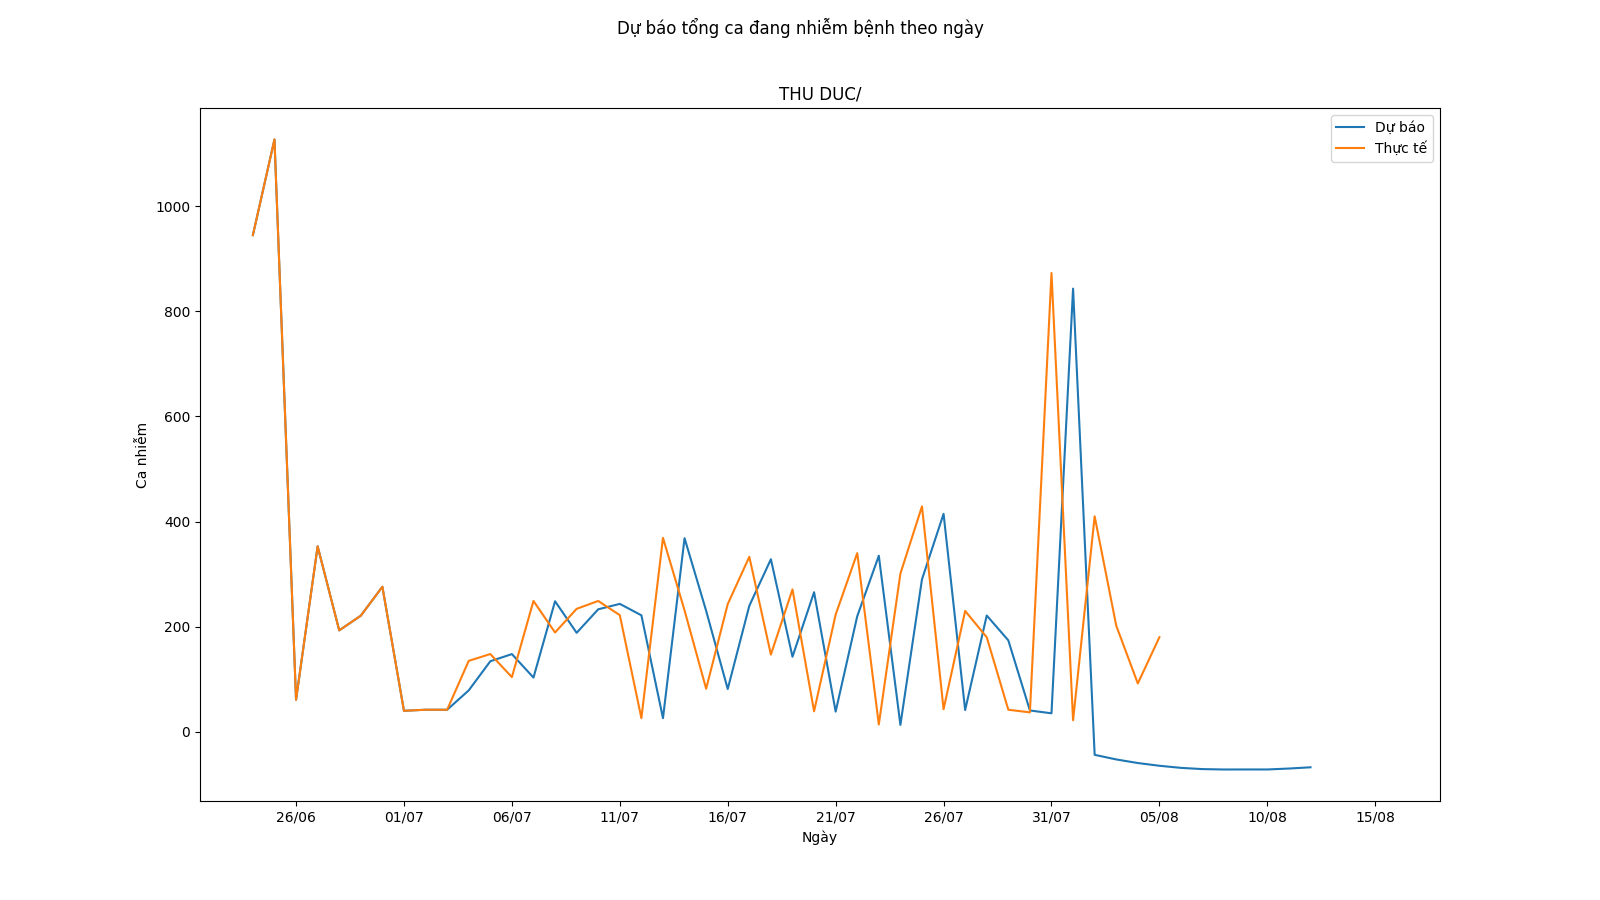 Dự báo tổng ca đang nhiễm bệnh theo ngày
THU DUC/
Dự báo
Thực tế
1000
800
600
400
200
0
Ca nhiễm
26/06 01/07 06/07 11/07 16/07 21/07 26/07 31/07 05/08 10/08 15/08
Ngày